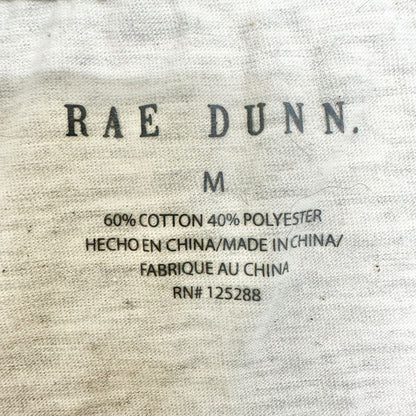 RAE DUNN.
M
60% COTTON 40% POLYESTER
HECHO EN CHINA/MADE IN CHINA/
FABRIQUE AU CHINA
RN# 125288